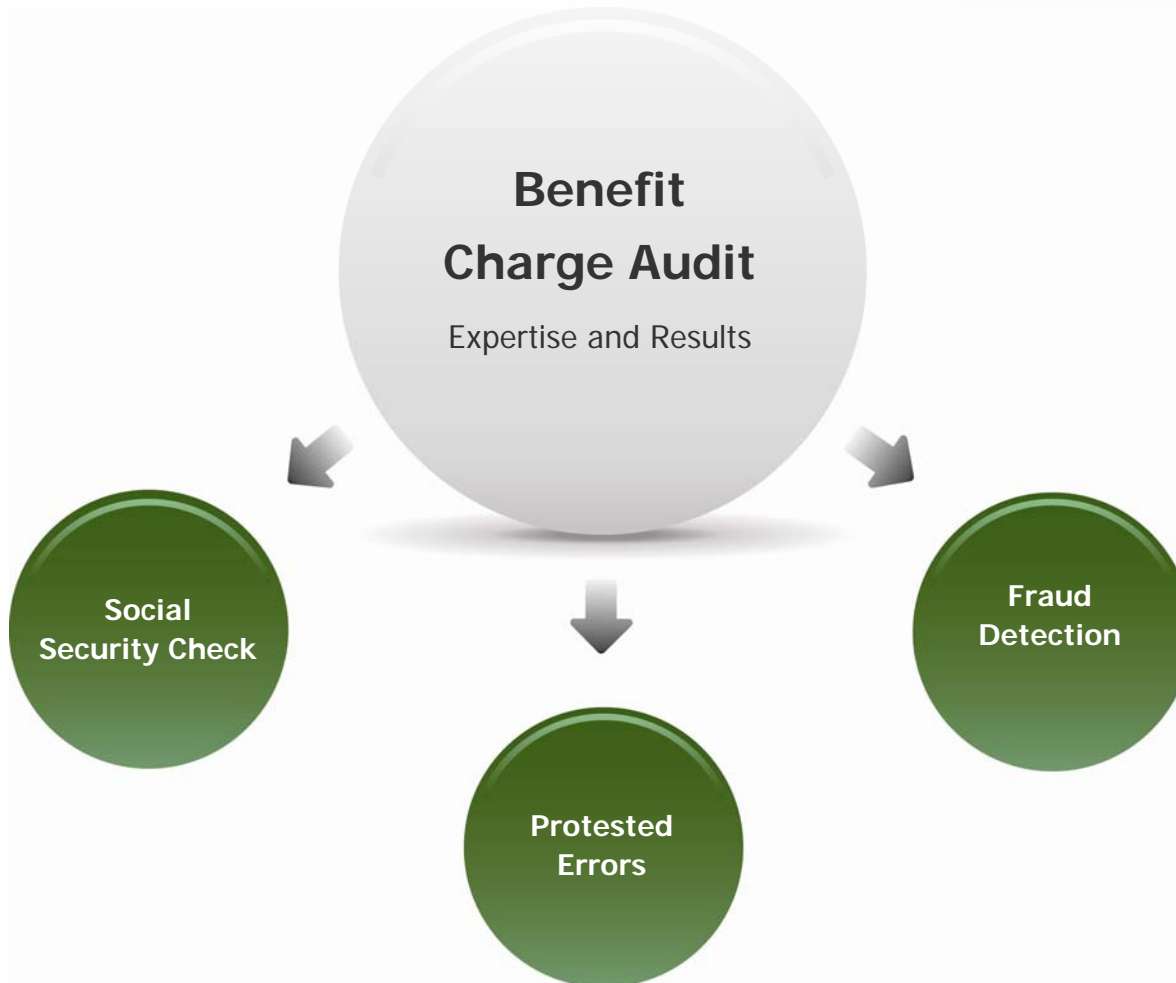 Benefit
Charge Audit
Expertise and Results
Social
Security Check
Fraud
Detection
Protested
Errors